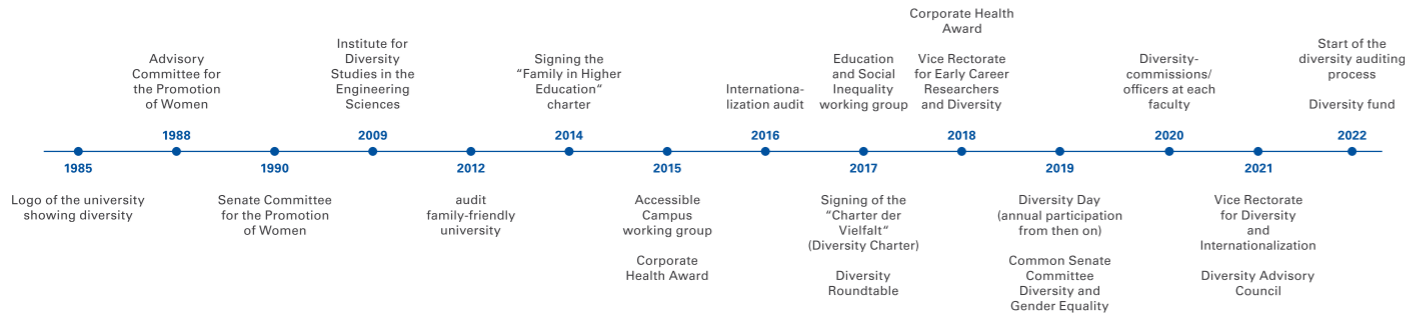 Logo of the university
showing diversity
1985
Advisory
Committee for
the Promotion
of Women
1988
1990
Senate Committee
for the Promotion
of Women
Institute for
Diversity
Studies in the
Engineering
Sciences
2009
2012
audit
family-friendly
university
Signing the
“Family in Higher
Education“
charter
2014
2015
Accessible
Campus
working group
Corporate
Health Award
Internationa-
lization audit
2016
Education
and Social
Inequality
working group
2017
Signing of the
“Charter der
Vielfalt“
(Diversity Charter)
Diversity
Roundtable
Corporate Health
Award
Vice Rectorate
for Early Career
Researchers
and Diversity
2018
2019
Diversity Day
(annual participation
from then on)
Common Senate
Committee
Diversity and
Gender Equality
Diversity-
commissions/
officers at each
faculty
2020
2021
Vice Rectorate
for Diversity
and
Internationalization
Diversity Advisory
Council
Start of the
diversity auditing
process
Diversity fund
2022